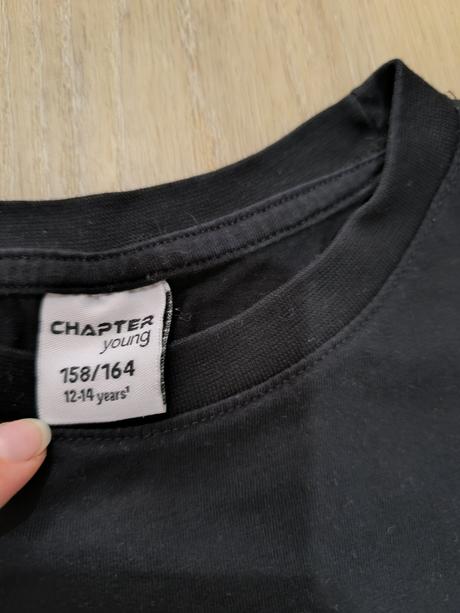 CHAPTER
young
158/164
12-14 years¹